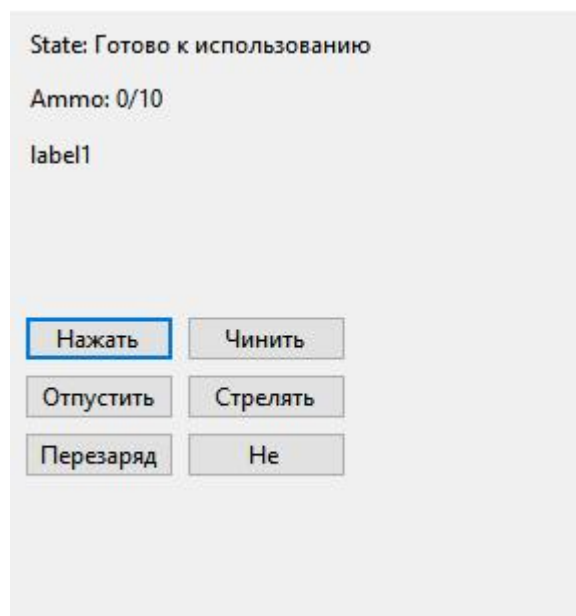 State: Готово к использованию
Ammo: 0/10
label1
Нажать Чинить
Отпустить Стрелять
Перезаряд Не